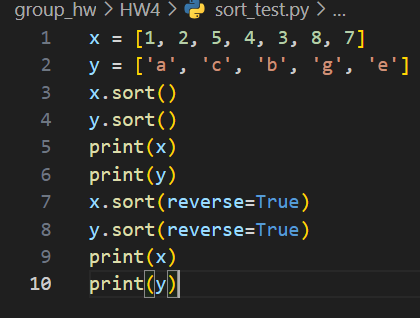 group_hw > HW4 > sort_test.py > ...
1 x = [1, 2, 5, 4, 3, 8, 7]
2 y = ['a', 'c', 'b', 'g', 'e']
3 x.sort()
4 y.sort()
5 print(x)
6 print(y)
7 x.sort(reverse=True)
8 y.sort(reverse=True)
9 print(x)
10 print(y)